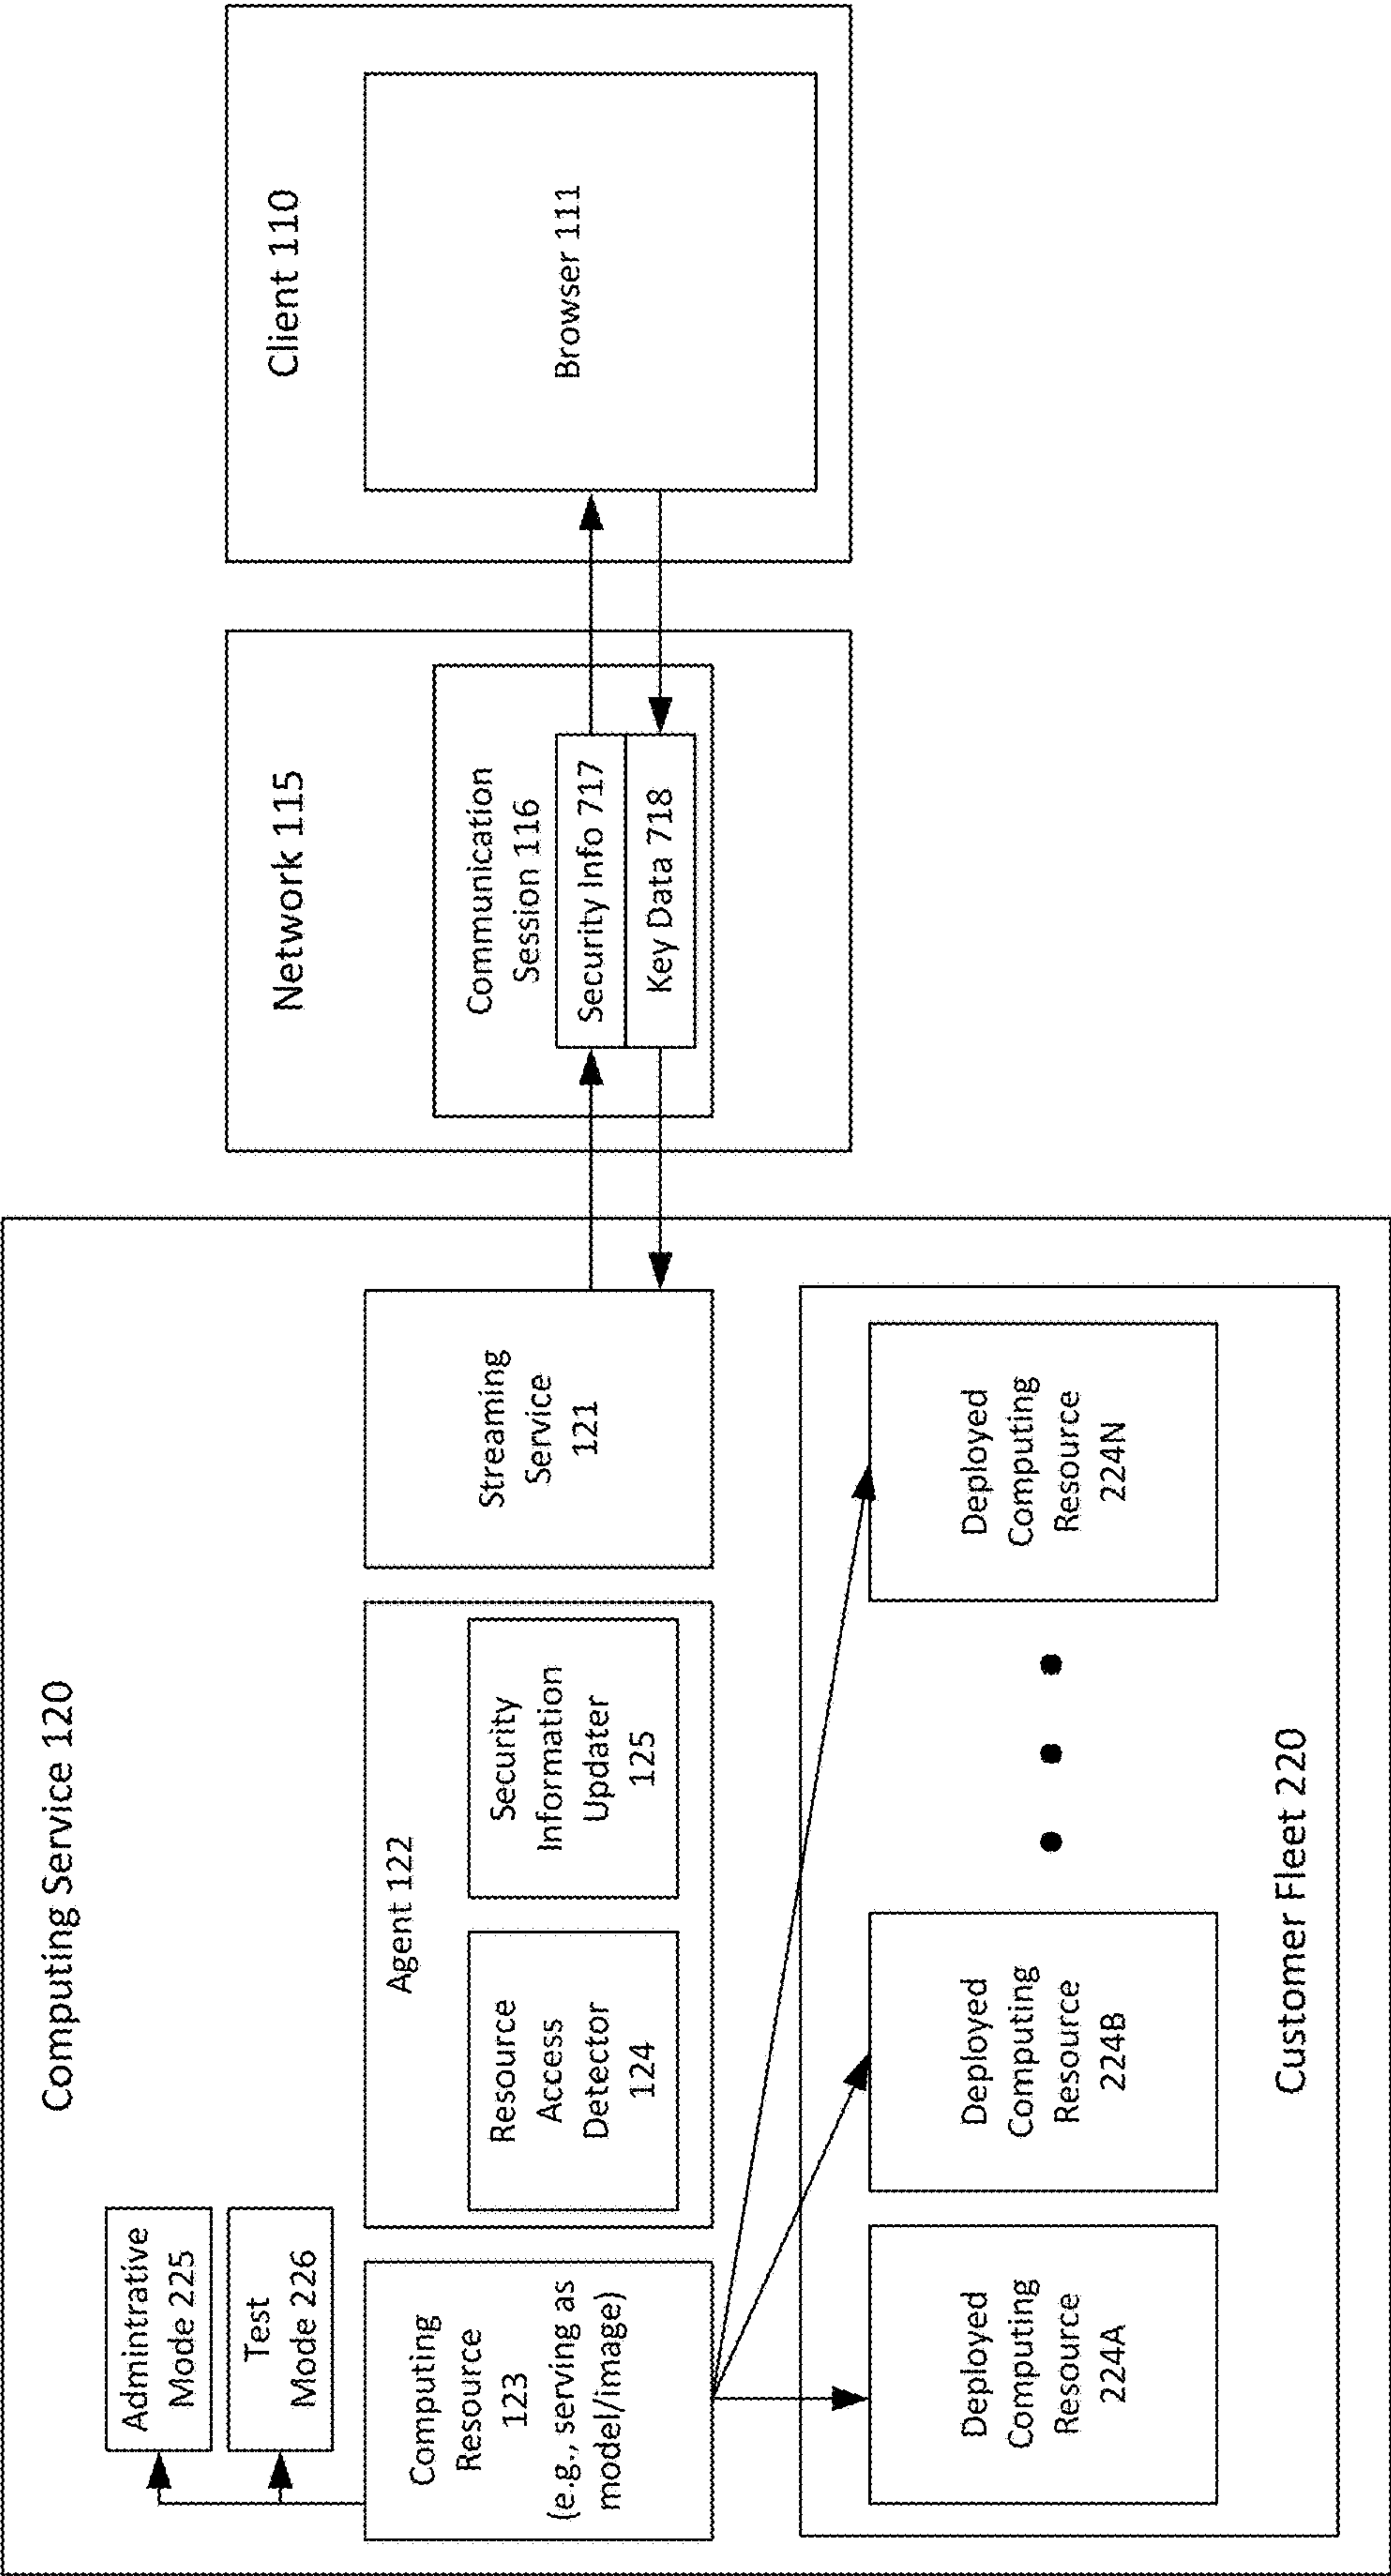 Computing Service 120
Admintrative
Mode 225
Test
Mode 226
Computing
Resource
123
(e.g., serving as
model/image)
Agent 122
Resource
Access
Detector
124
Security
Information
Updater
125
Streaming
Service
121
Deployed
Computing
Resource
224A
Deployed
Computing
Resource
224B
Deployed
Computing
Resource
224N
Customer Fleet 220
Network 115
Communication
Session 116
Security Info 717
Key Data 718
Client 110
Browser 111